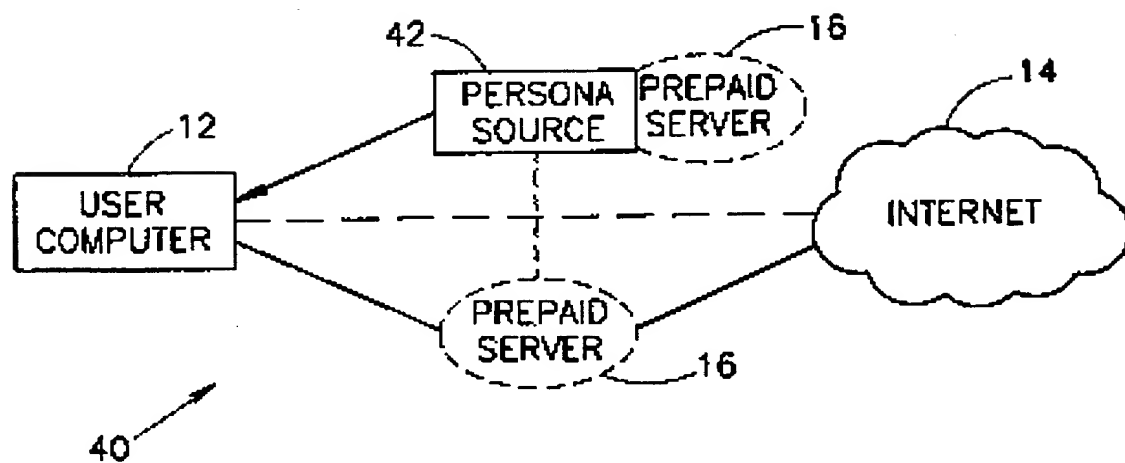 16
42
14
PERSONA
SOURCE
PREPAID
SERVER
12
USER
COMPUTER
INTERNET
PREPAID
SERVER
16
40